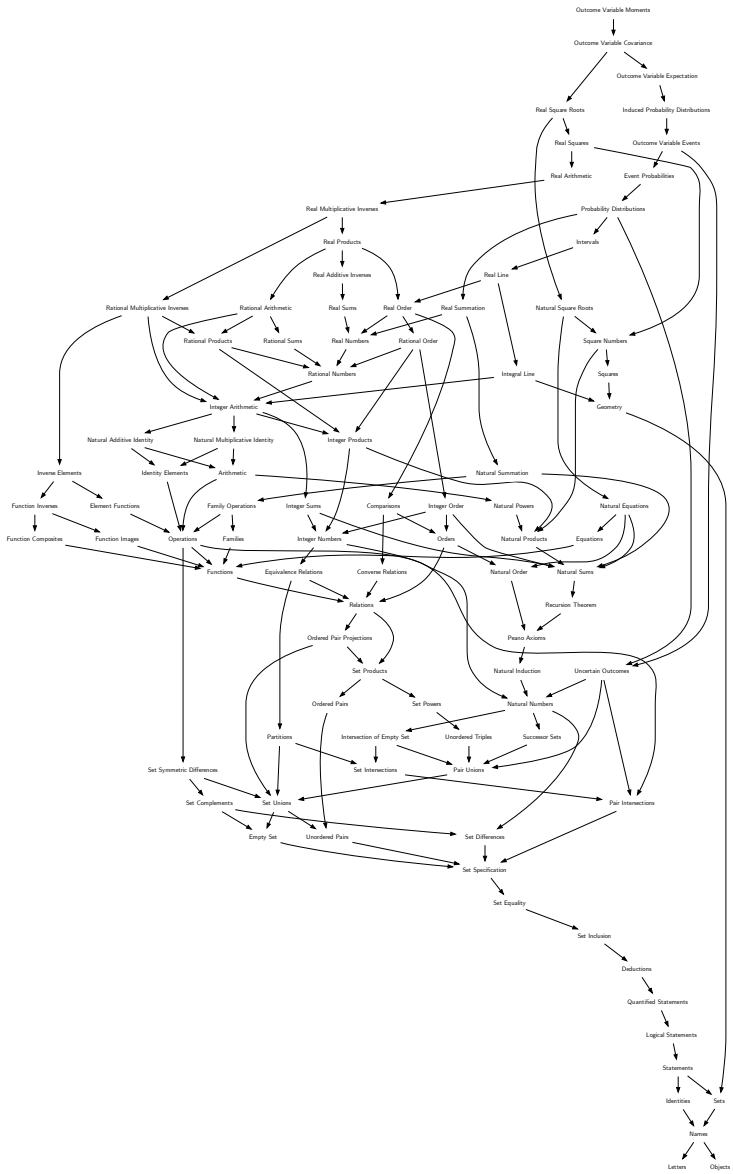 Outcome Variable Moments
Outcome Variable Covariance
Outcome Variable Expectation
Real Square Roots
Induced Probability Distributions
Real Squares
Outcome Variable Events
Real Arithmetic
Event Probabilities
Real Multiplicative Inverses
Probability Distributions
Real Products
Intervals
Real Additive Inverses
Real Line
Rational Multiplicative Inverses
Rational Arithmetic
Real Sums
Real Order
Real Summation
Natural Square Roots
Rational Products
Rational Sums
Real Numbers
Rational Order
Square Numbers
Rational Numbers
Integral Line
Squares
Integer Arithmetic
Geometry
Natural Additive Identity
Natural Multiplicative Identity
Integer Products
Inverse Elements
Identity Elements
Arithmetic
Natural Summation
Function Inverses
Element Functions
Family Operations
Integer Sums
Comparisons
Integer Order
Natural Powers
Natural Equations
Function Composites
Function Images
Operations
Families
Integer Numbers
Orders
Natural Products
Equations
Functions
Equivalence Relations
Converse Relations
Natural Order
Natural Sums
Relations
Recursion Theorem
Ordered Pair Projections
Peano Axioms
Set Products
Natural Induction
Uncertain Outcomes
Ordered Pairs
Set Powers
Natural Numbers
Partitions
Intersection of Empty Set
Unordered Triples
Successor Sets
Set Symmetric Differences
Set Intersections
Pair Unions
Set Complements
Set Unions
Pair Intersections
Empty Set
Unordered Pairs
Set Differences
Set Specification
Set Equality
Set Inclusion
Deductions
Quantified Statements
Logical Statements
Statements
Identities
Sets
Names
Letters
Objects